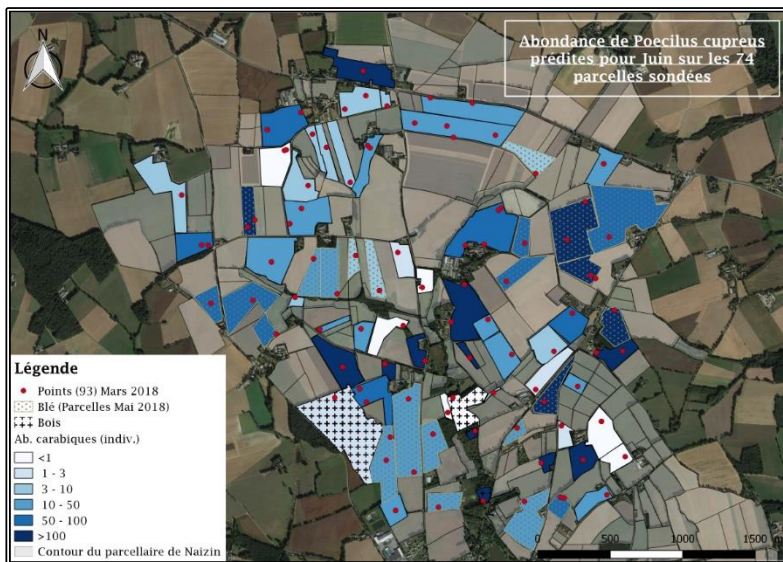 N
Abondance de Poecilus cupreus
prédites pour Juin sur les 74
parcelles sondées
Légende
Points (93) Mars 2018
Blé (Parcelles Mai 2018)
Bois
Ab. carabiques (indiv.)
<1
1 - 3
3 - 10
10 - 50
50 - 100
>100
Contour du parcellaire de Naizin
0 500 1000 1500 m